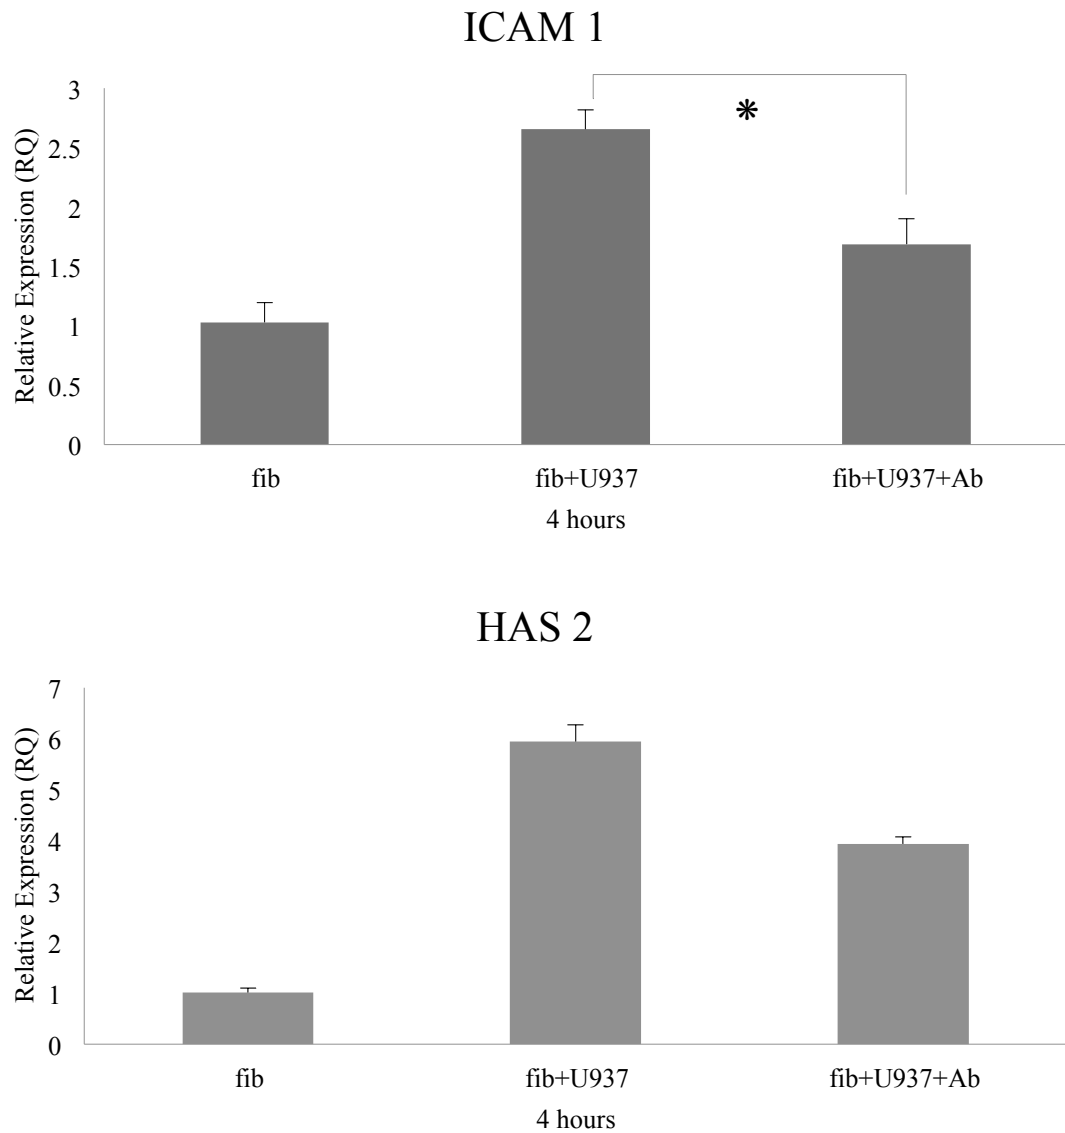 ICAM 1
Relative Expression (RQ)
3
2.5
2
1.5
1
0.5
0
*
fib fib+U937 fib+U937+Ab
4 hours
HAS 2
Relative Expression (RQ)
7
6
5
4
3
2
1
0
fib fib+U937 fib+U937+Ab
4 hours